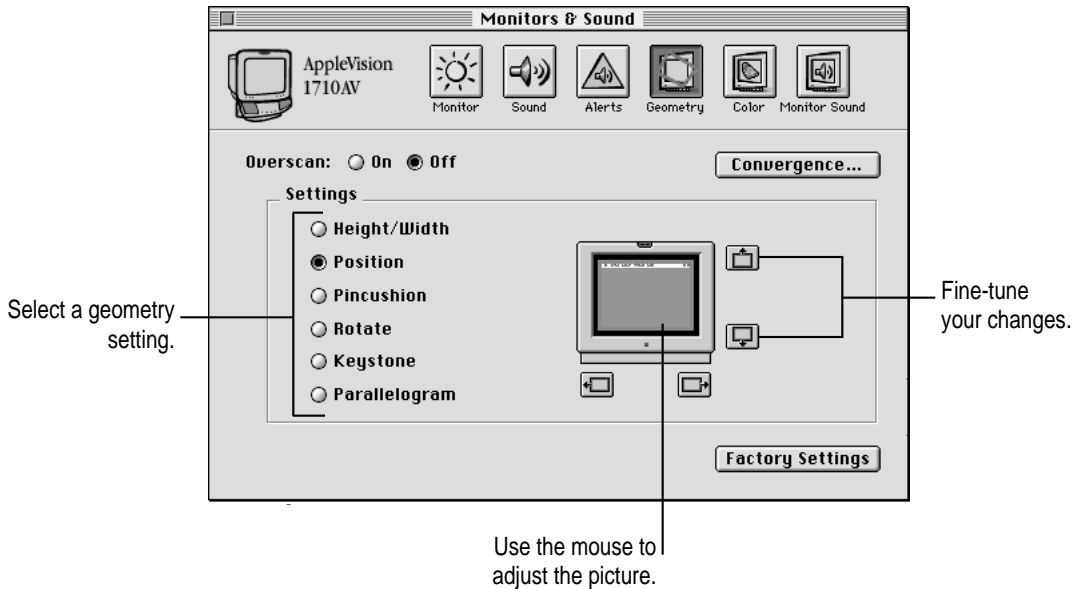 Monitors & Sound
AppleVision
1710AV
Monitor
Sound
Alerts
Geometry
Color
Monitor Sound
Overscan: On Off
Convergence...
Settings
Height/Width
Position
Pincushion
Rotate
Keystone
Parallelogram
Select a geometry
setting.
Fine-tune
your changes.
Factory Settings
Use the mouse to
adjust the picture.